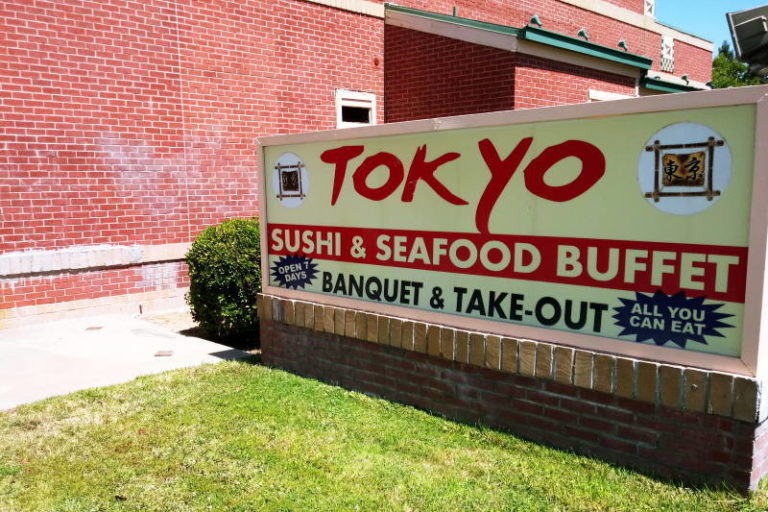 TOKYO
東京
SUSHI & SEAFOOD BUFFET
OPEN 7
DAYS
BANQUET & TAKE-OUT
ALL YOU
CAN EAT